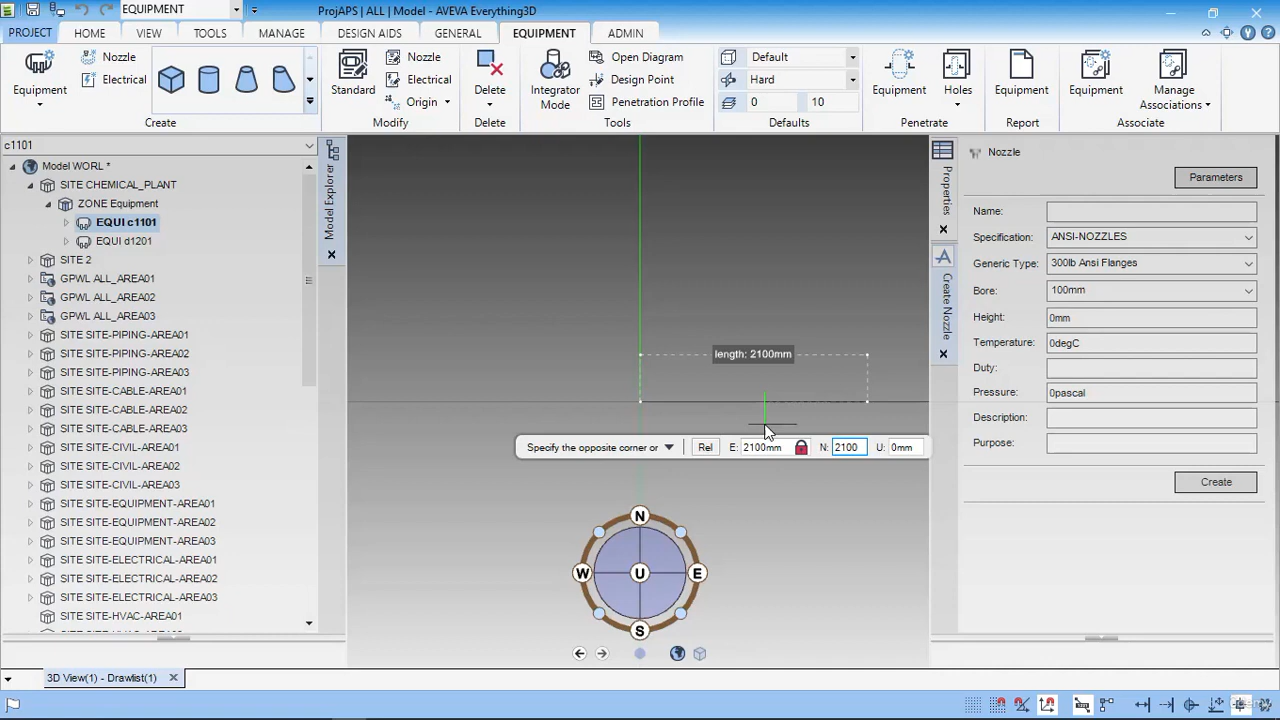 EQUIPMENT
ProjAPS | ALL | Model - AVEVA Everything3D
PROJECT HOME VIEW TOOLS MANAGE DESIGN AIDS GENERAL EQUIPMENT ADMIN
Equipment
Nozzle
Electrical
Create
Standard
Nozzle
Electrical
Origin
Modify
Delete
Delete
Integrator Mode
Open Diagram
Design Point
Penetration Profile
Tools
Default
Hard
0 10
Defaults
Equipment
Holes
Penetrate
Equipment
Report
Equipment
Manage Associations
Associate
c1101
Model WORL *
SITE CHEMICAL_PLANT
ZONE Equipment
EQUI c1101
EQUI d1201
SITE 2
GPWL ALL_AREA01
GPWL ALL_AREA02
GPWL ALL_AREA03
SITE SITE-PIPING-AREA01
SITE SITE-PIPING-AREA02
SITE SITE-PIPING-AREA03
SITE SITE-CABLE-AREA01
SITE SITE-CABLE-AREA02
SITE SITE-CABLE-AREA03
SITE SITE-CIVIL-AREA01
SITE SITE-CIVIL-AREA02
SITE SITE-CIVIL-AREA03
SITE SITE-EQUIPMENT-AREA01
SITE SITE-EQUIPMENT-AREA02
SITE SITE-EQUIPMENT-AREA03
SITE SITE-ELECTRICAL-AREA01
SITE SITE-ELECTRICAL-AREA02
SITE SITE-ELECTRICAL-AREA03
SITE SITE-HVAC-AREA01
Model Explorer
length: 2100mm
Specify the opposite corner or Rel E: 2100mm N: 2100 U: 0mm
N
W U E
S
Properties
Create Nozzle
Nozzle
Parameters
Name:
Specification: ANSI-NOZZLES
Generic Type: 300lb Ansi Flanges
Bore: 100mm
Height: 0mm
Temperature: 0degC
Duty:
Pressure: 0pascal
Description:
Purpose:
Create
3D View(1) - Drawlist(1)